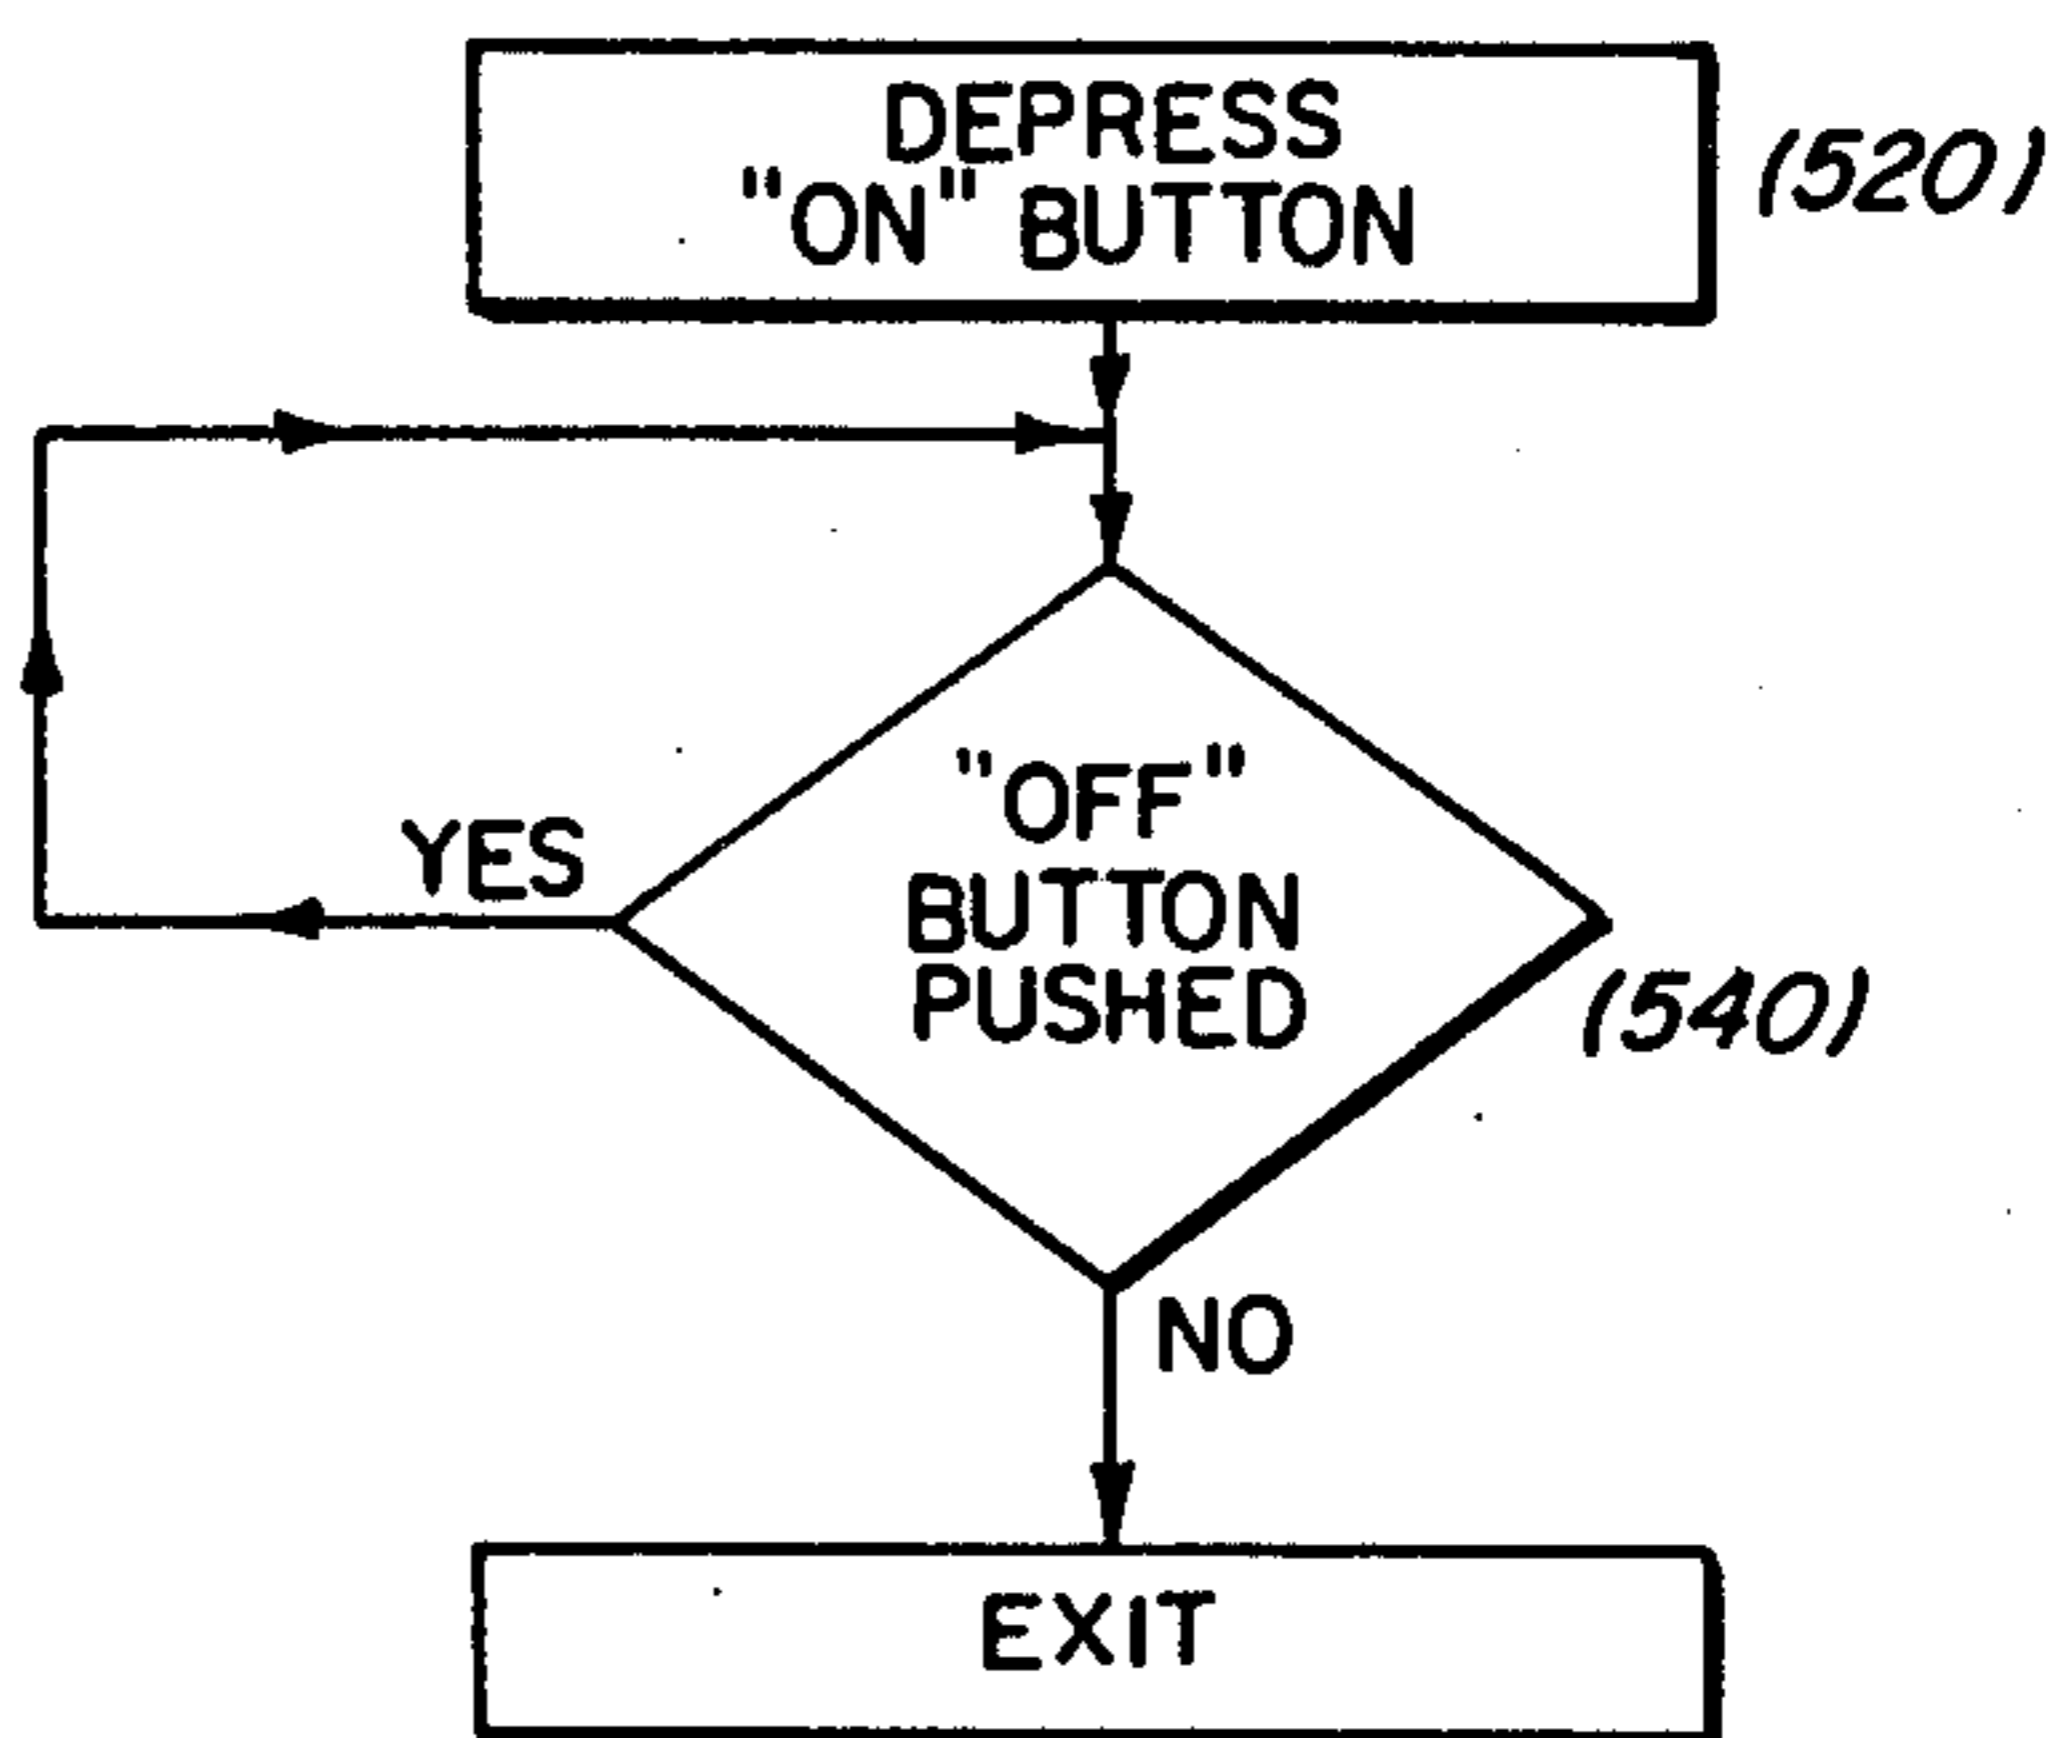 DEPRESS
"ON" BUTTON
(520)
"OFF"
BUTTON
PUSHED
YES
(540)
NO
EXIT